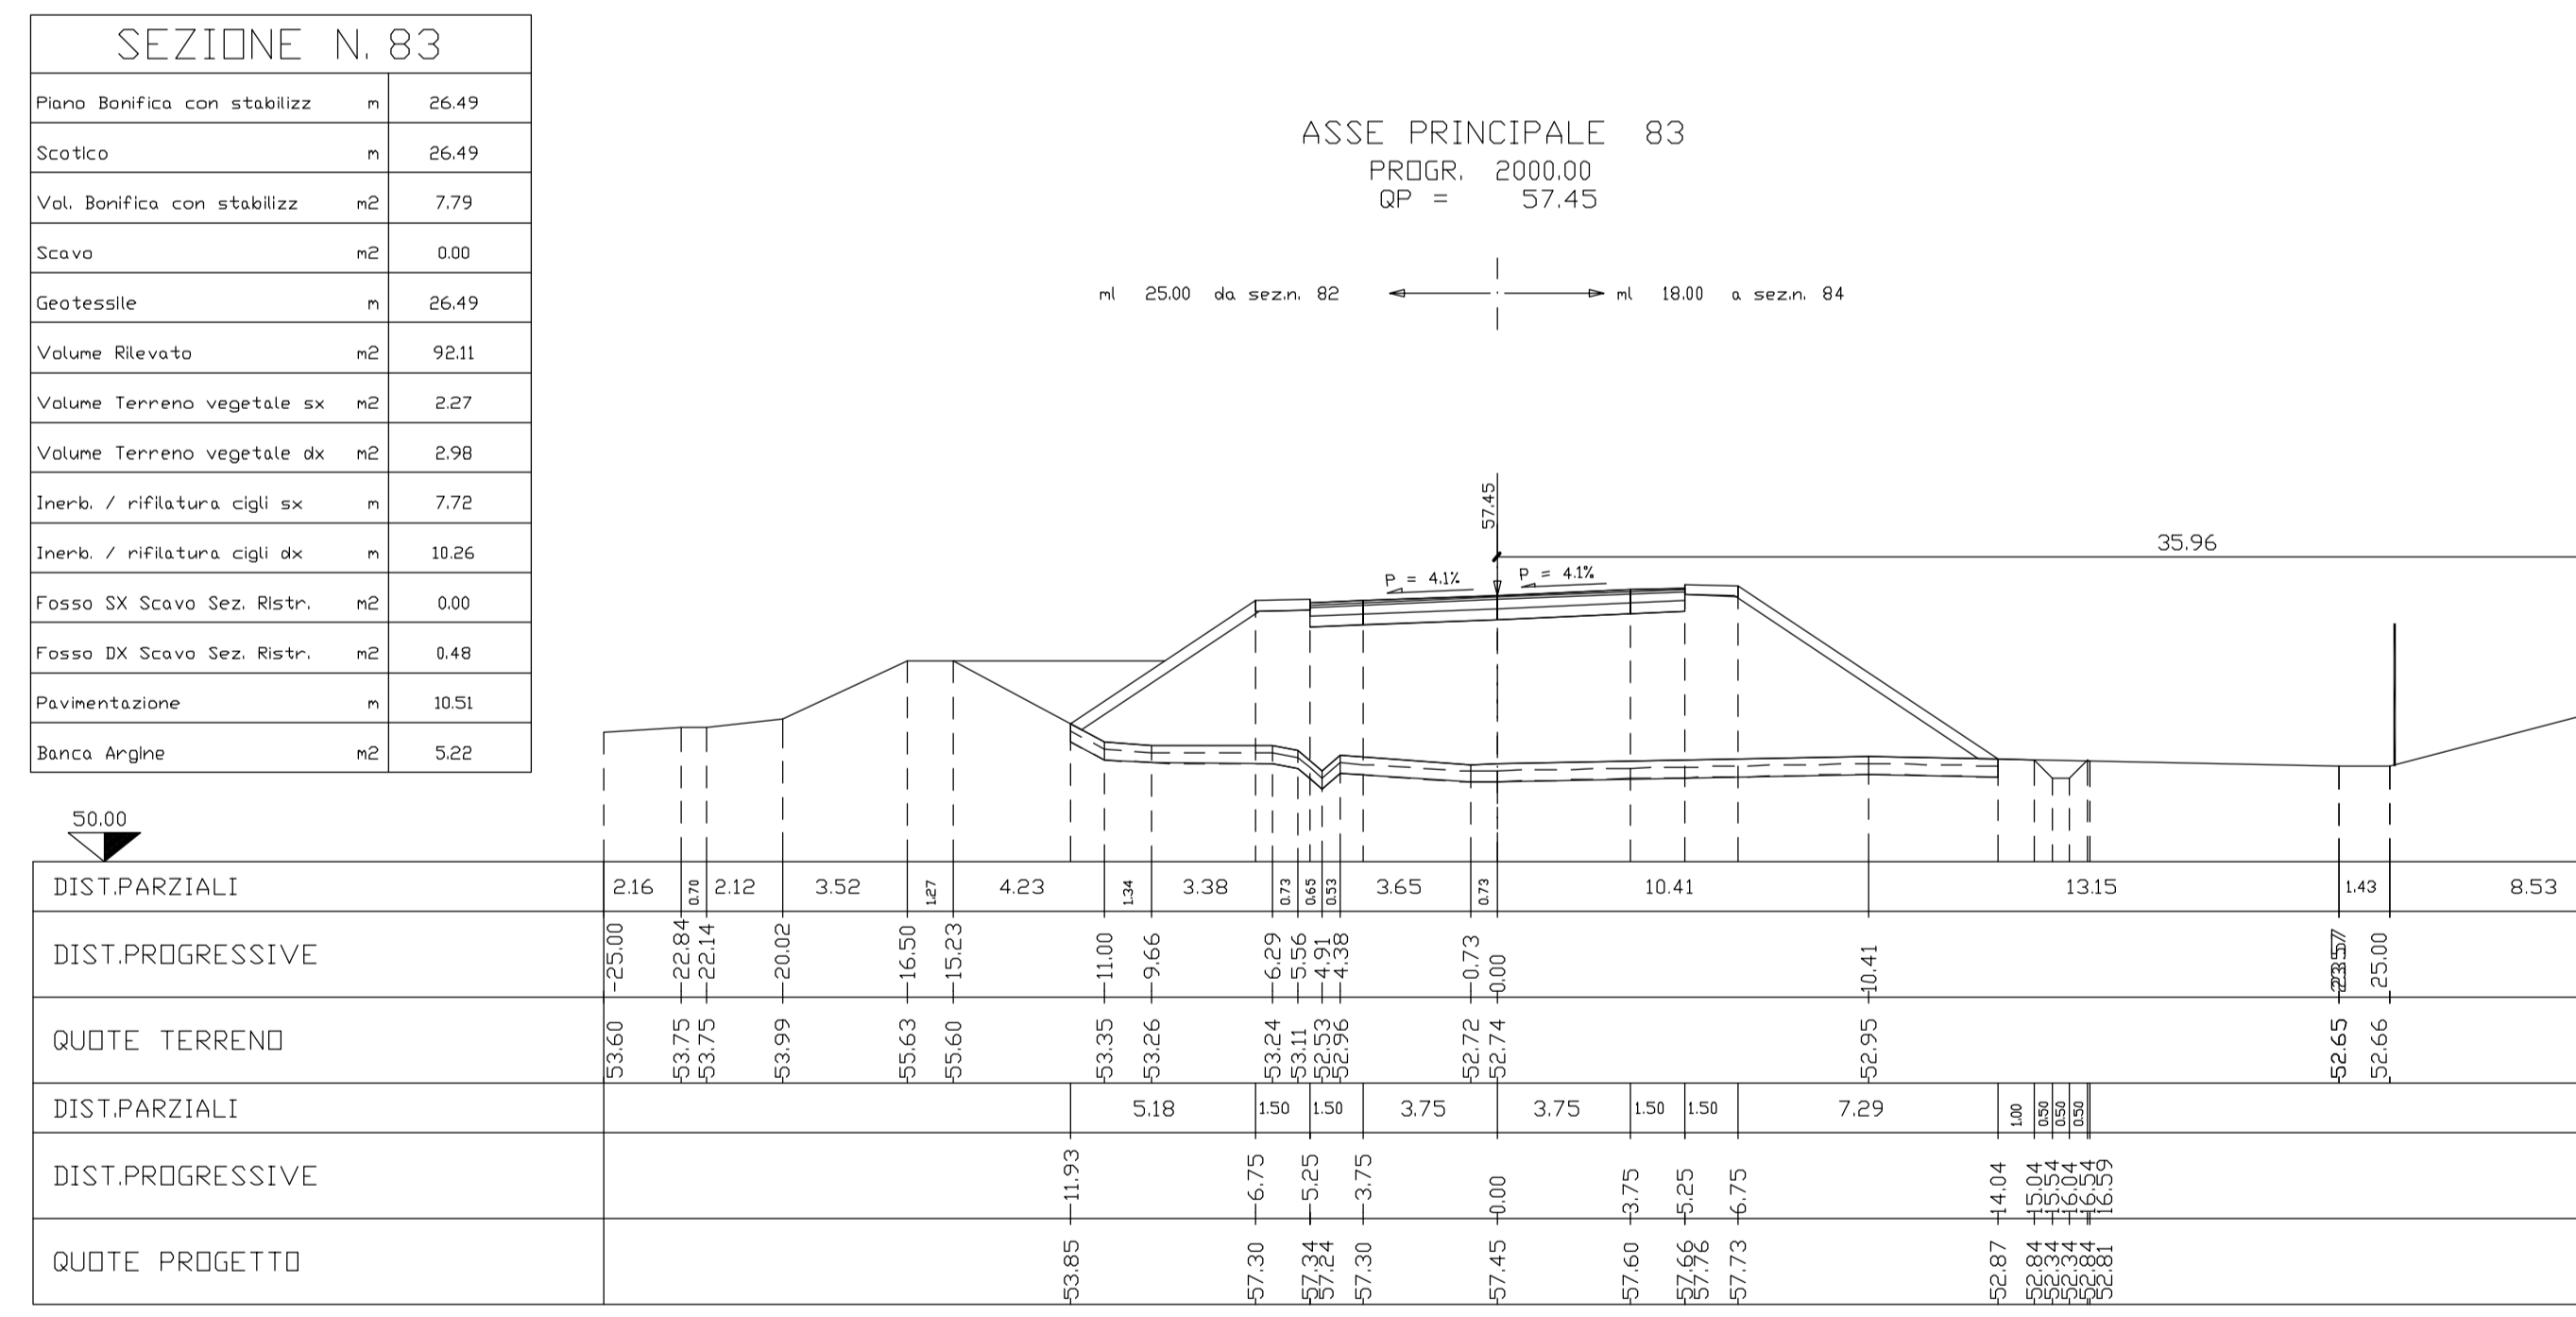 SEZIONE N. 83
Piano Bonifica con stabilizz m 26.49
Scotico m 26.49
Vol. Bonifica con stabilizz m2 7.79
Scavo m2 0.00
Geotessile m 26.49
Volume Rilevato m2 92.11
Volume Terreno vegetale sx m2 2.27
Volume Terreno vegetale dx m2 2.98
Inerb. / rifilatura cigli sx m 7.72
Inerb. / rifilatura cigli dx m 10.26
Fosso SX Scavo Sez. Ristr. m2 0.00
Fosso DX Scavo Sez. Ristr. m2 0.48
Pavimentazione m 10.51
Banca Argine m2 5.22
ASSE PRINCIPALE 83
PROGR. 2000.00
QP = 57.45
ml 25.00 da sez.n. 82
ml 18.00 a sez.n. 84
57.45
35.96
P = 4.1%
P = 4.1%
50.00
DIST.PARZIALI 2.16 0.70 2.12 3.52 1.27 4.23 1.34 3.38 0.73 0.65 0.53 3.65 0.73 10.41 13.15 1.43 8.53
DIST.PROGRESSIVE -25.00 -22.84 -22.14 -20.02 -16.50 -15.23 -11.00 -9.66 -6.29 -5.56 -4.91 -4.38 -0.73 0.00 10.41 25.00
QUOTE TERRENO 53.60 53.75 53.75 53.99 55.63 55.60 53.35 53.26 53.24 53.11 52.53 52.96 52.72 52.74 52.95 52.65 52.66
DIST.PARZIALI 5.18 1.50 1.50 3.75 3.75 1.50 1.50 7.29 1.00 0.50 0.50 0.50
DIST.PROGRESSIVE -11.93 -6.75 -5.25 -3.75 0.00 3.75 5.25 6.75 14.04 15.04 15.54 16.04 16.54 16.59
QUOTE PROGETTO 53.85 57.30 57.34 57.24 57.30 57.45 57.60 57.66 57.76 57.73 52.87 52.84 52.34 52.34 52.84 52.81